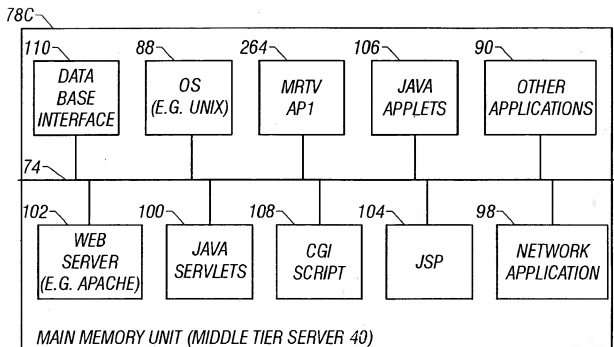 78C
110 88 264 106 90
DATA BASE INTERFACE
OS (E.G. UNIX)
MRTV AP1
JAVA APPLETS
OTHER APPLICATIONS
74
102 100 108 104 98
WEB SERVER (E.G. APACHE)
JAVA SERVLETS
CGI SCRIPT
JSP
NETWORK APPLICATION
MAIN MEMORY UNIT (MIDDLE TIER SERVER 40)